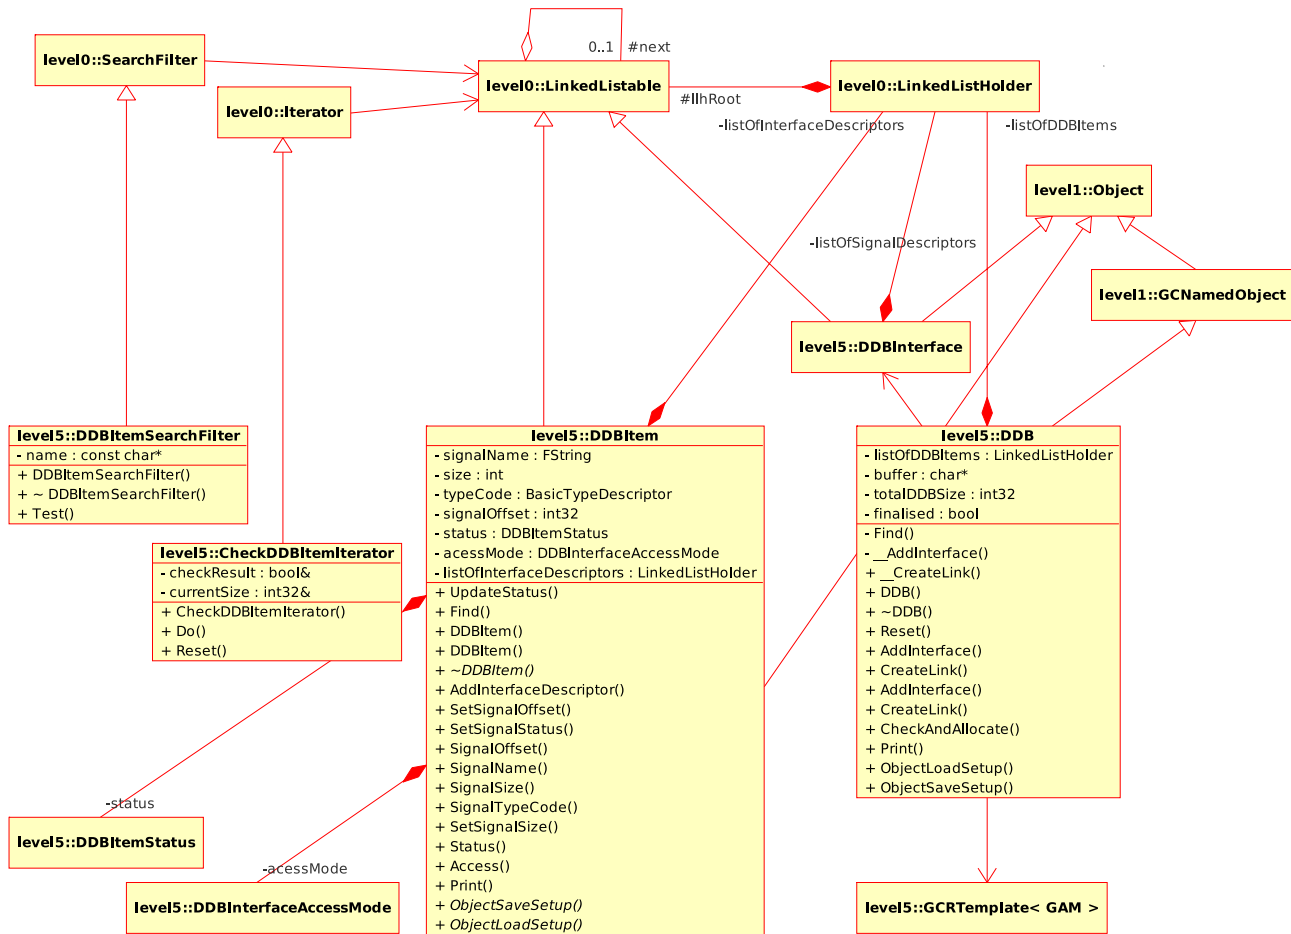 level0::SearchFilter
level0::LinkedListable
0..1
#next
level0::LinkedListHolder
level0::Iterator
#llhRoot
-listOfInterfaceDescriptors
-listOfDDBItems
level1::Object
-listOfSignalDescriptors
level1::GCNamedObject
level5::DDBInterface
level5::DDBItemSearchFilter
- name : const char*
+ DDBItemSearchFilter()
+ ~ DDBItemSearchFilter()
+ Test()
level5::CheckDDBItemIterator
- checkResult : bool&
- currentSize : int32&
+ CheckDDBItemIterator()
+ Do()
+ Reset()
level5::DDBItem
- signalName : FString
- size : int
- typeCode : BasicTypeDescriptor
- signalOffset : int32
- status : DDBItemStatus
- acessMode : DDBInterfaceAccessMode
- listOfInterfaceDescriptors : LinkedListHolder
+ UpdateStatus()
+ Find()
+ DDBItem()
+ DDBItem()
+ ~DDBItem()
+ AddInterfaceDescriptor()
+ SetSignalOffset()
+ SetSignalStatus()
+ SignalOffset()
+ SignalName()
+ SignalSize()
+ SignalTypeCode()
+ SetSignalSize()
+ Status()
+ Access()
+ Print()
+ ObjectSaveSetup()
+ ObjectLoadSetup()
level5::DDB
- listOfDDBItems : LinkedListHolder
- buffer : char*
- totalDDBSize : int32
- finalised : bool
- Find()
- __AddInterface()
+ __CreateLink()
+ DDB()
+ ~DDB()
+ Reset()
+ AddInterface()
+ CreateLink()
+ AddInterface()
+ CreateLink()
+ CheckAndAllocate()
+ Print()
+ ObjectLoadSetup()
+ ObjectSaveSetup()
-status
level5::DDBItemStatus
-acessMode
level5::DDBInterfaceAccessMode
level5::GCRTemplate< GAM >